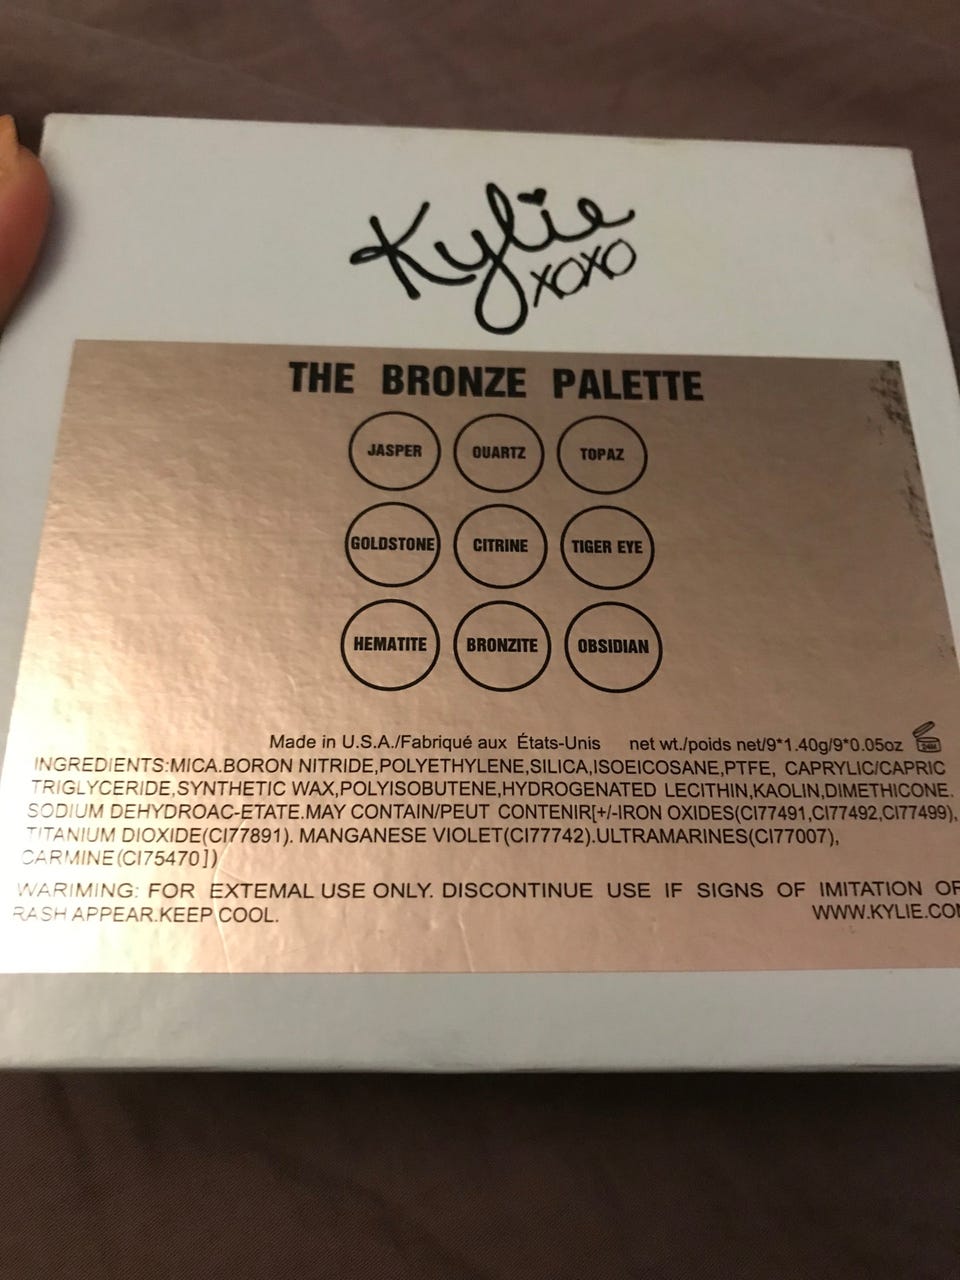 Kylie
XOXO
THE BRONZE PALETTE
JASPER QUARTZ TOPAZ
GOLDSTONE CITRINE TIGER EYE
HEMATITE BRONZITE OBSIDIAN
Made in U.S.A./Fabriqué aux États-Unis net wt./poids net/9*1.40g/9*0.05oz 24M
INGREDIENTS:MICA.BORON NITRIDE,POLYETHYLENE,SILICA,ISOEICOSANE,PTFE, CAPRYLIC/CAPRIC
TRIGLYCERIDE,SYNTHETIC WAX,POLYISOBUTENE,HYDROGENATED LECITHIN,KAOLIN,DIMETHICONE.
SODIUM DEHYDROAC-ETATE.MAY CONTAIN/PEUT CONTENIR[+/-IRON OXIDES(CI77491,CI77492,CI77499),
TITANIUM DIOXIDE(CI77891). MANGANESE VIOLET(CI77742).ULTRAMARINES(CI77007),
CARMINE(CI75470])
WARIMING: FOR EXTEMAL USE ONLY. DISCONTINUE USE IF SIGNS OF IMITATION OR
RASH APPEAR.KEEP COOL. WWW.KYLIE.COM